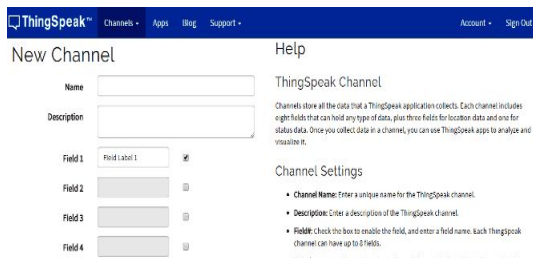 ThingSpeak™ Channels Apps Blog Support Account Sign Out
New Channel
Name
Description
Field 1 Field Label 1
Field 2
Field 3
Field 4
Help
ThingSpeak Channel
Channels store all the data that a ThingSpeak application collects. Each channel includes
eight fields that can hold any type of data, plus three fields for location data and one for
status data. Once you collect data in a channel, you can use ThingSpeak apps to analyze and
visualize it.
Channel Settings
• Channel Name: Enter a unique name for the ThingSpeak channel.
• Description: Enter a description of the ThingSpeak channel.
• Field#: Check the box to enable the field, and enter a field name. Each ThingSpeak
channel can have up to 8 fields.